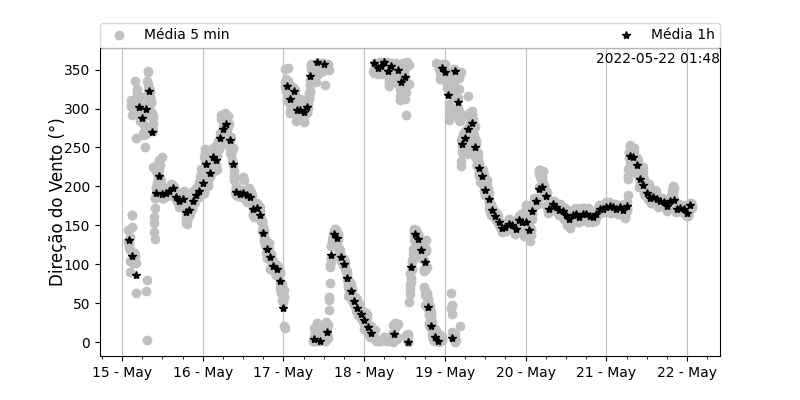 Média 5 min
Média 1h
2022-05-22 01:48
Direção do Vento (°)
350
300
250
200
150
100
50
0
15 - May
16 - May
17 - May
18 - May
19 - May
20 - May
21 - May
22 - May